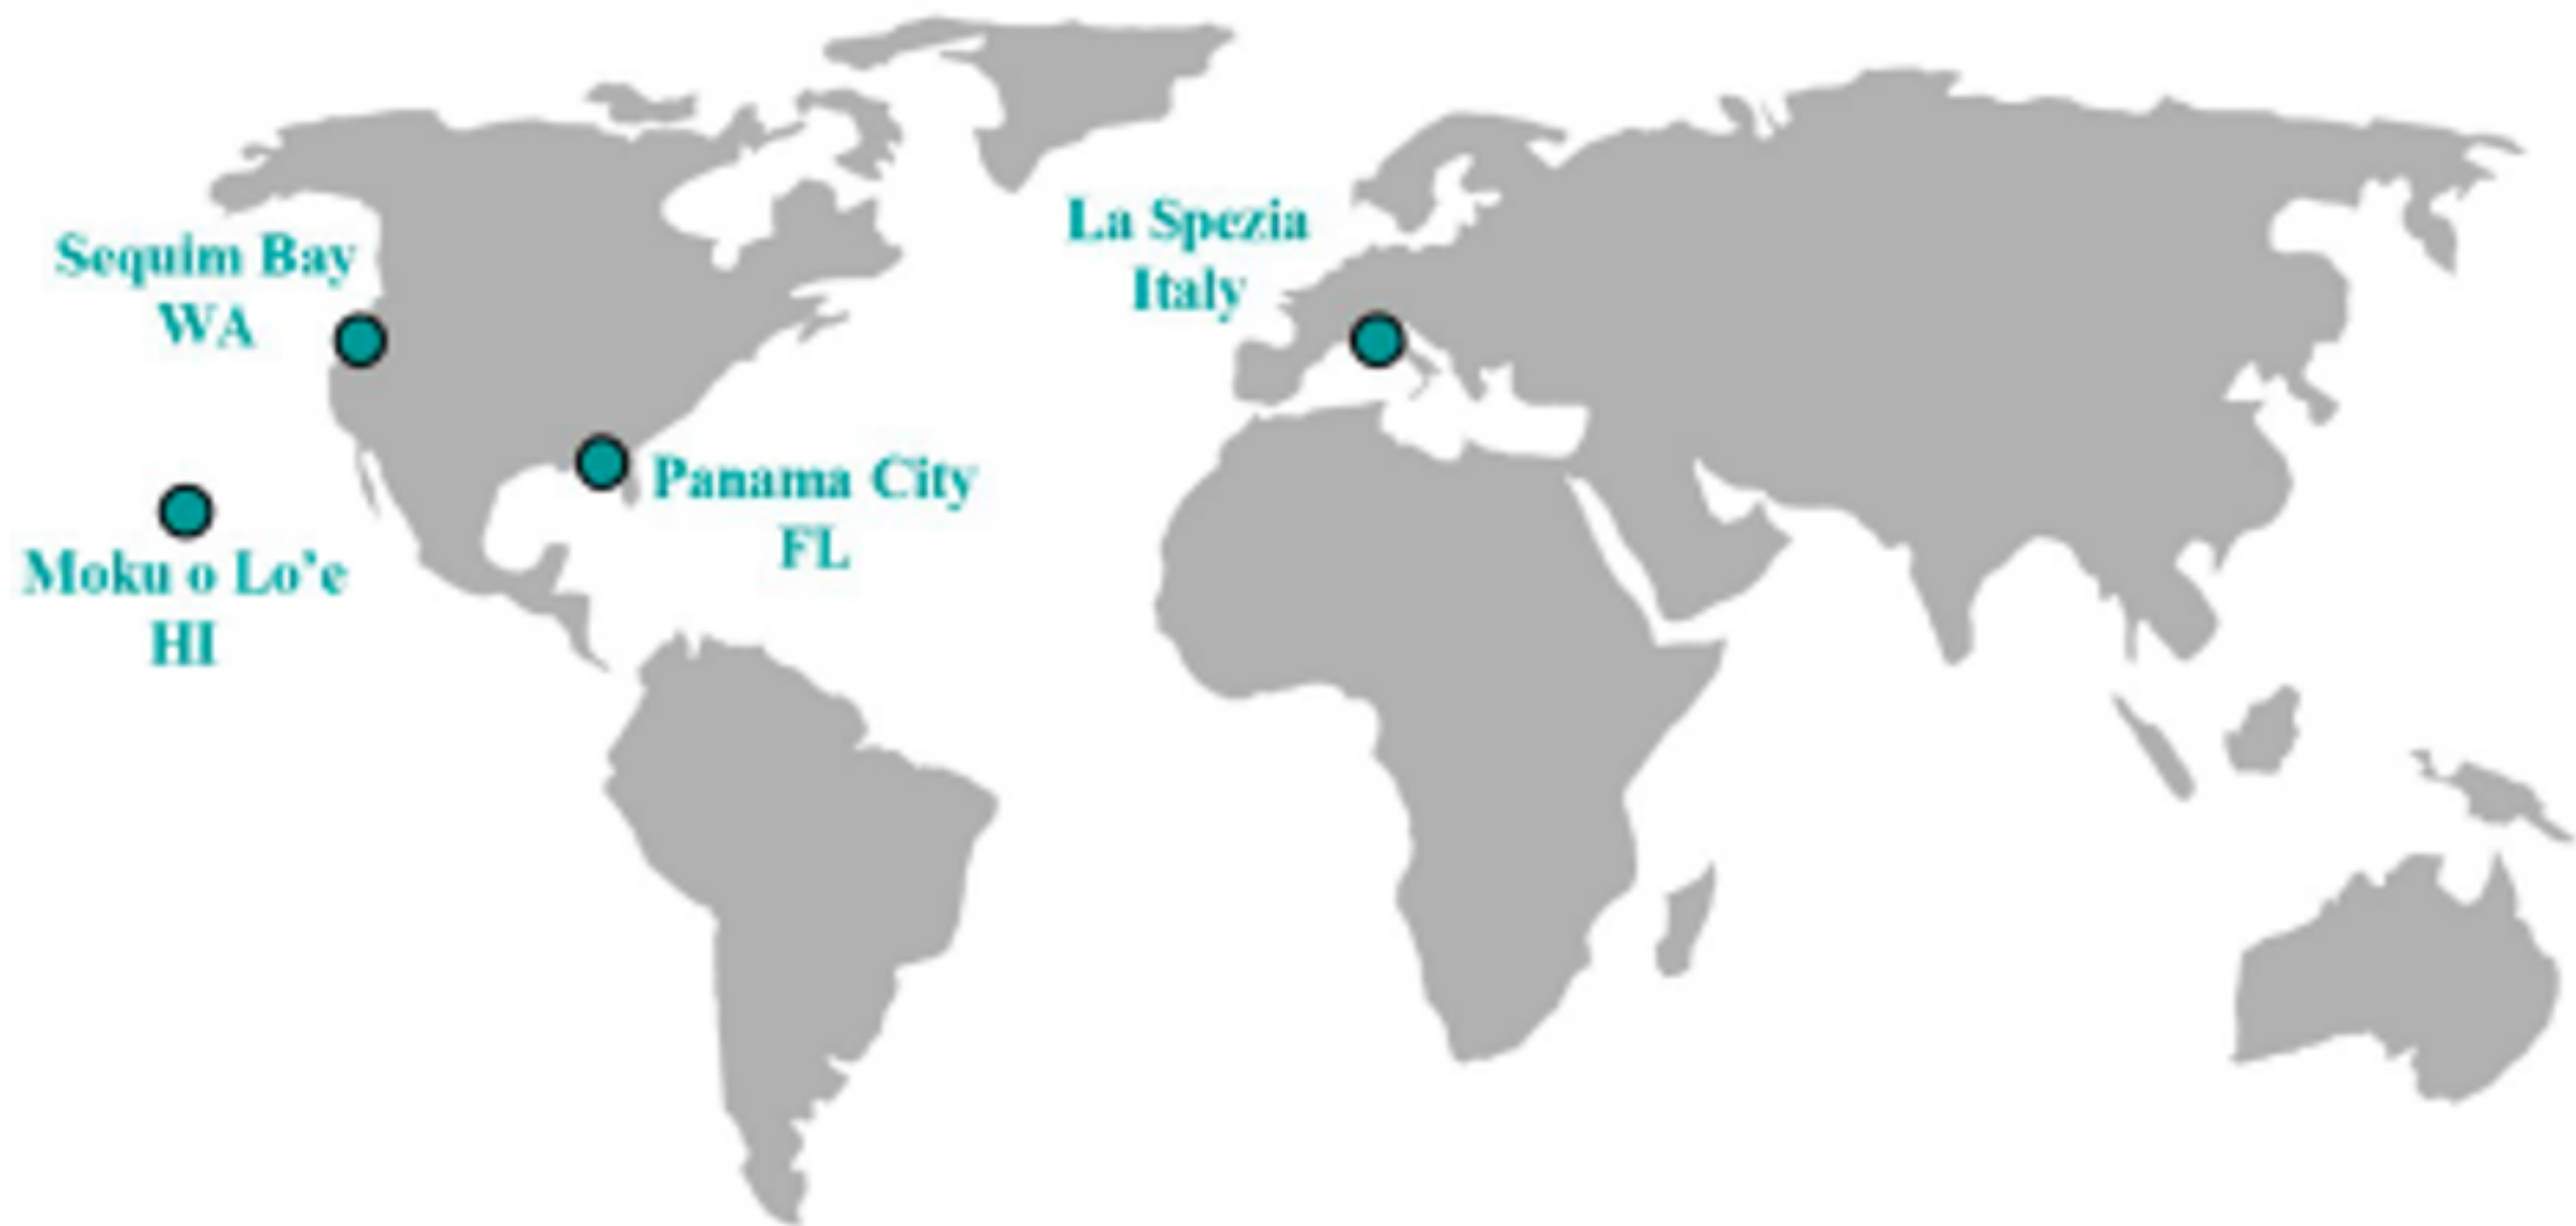 La Spezia
Italy
Sequim Bay
WA
Panama City
FL
Moku o Lo’e
HI